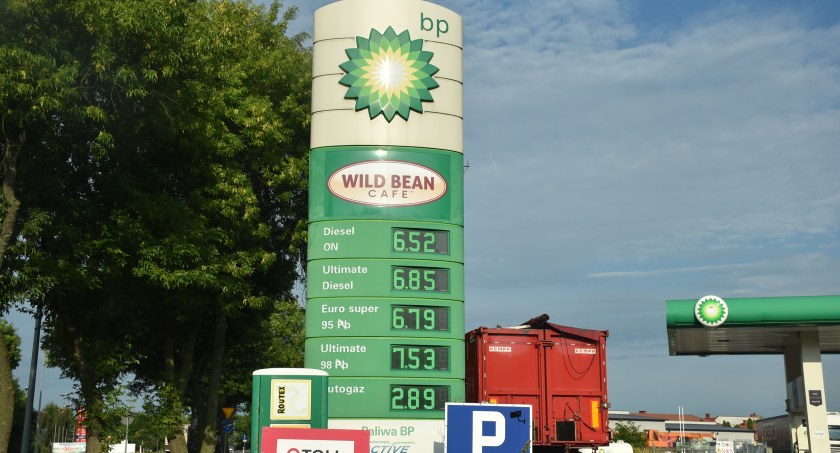 bp
WILD BEAN
CAFE
Diesel
ON
6.52
Ultimate
Diesel
6.85
Euro super
95 Pb
6.79
Ultimate
98 Pb
7.53
2.89
ROUTEX
Paliwa BP
P